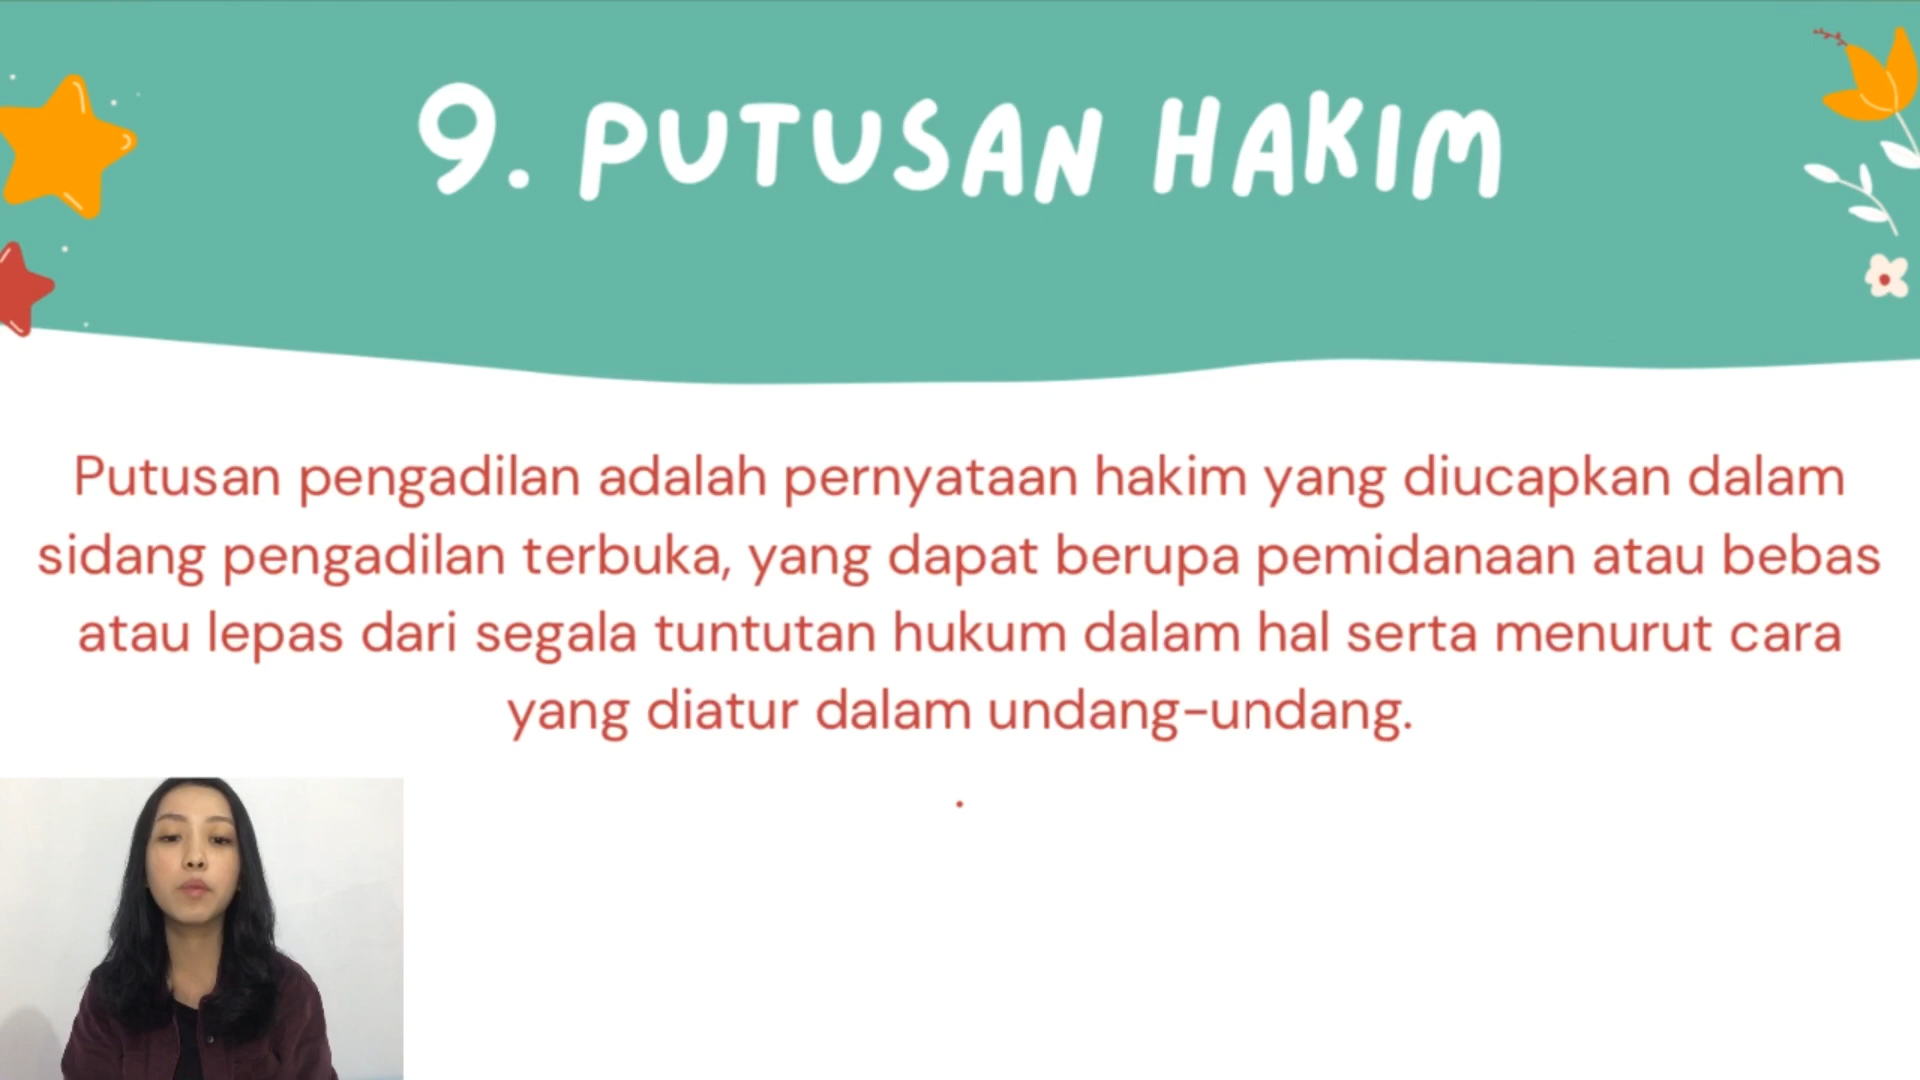 9. PUTUSAN HAKIM
Putusan pengadilan adalah pernyataan hakim yang diucapkan dalam
sidang pengadilan terbuka, yang dapat berupa pemidanaan atau bebas
atau lepas dari segala tuntutan hukum dalam hal serta menurut cara
yang diatur dalam undang-undang.
.